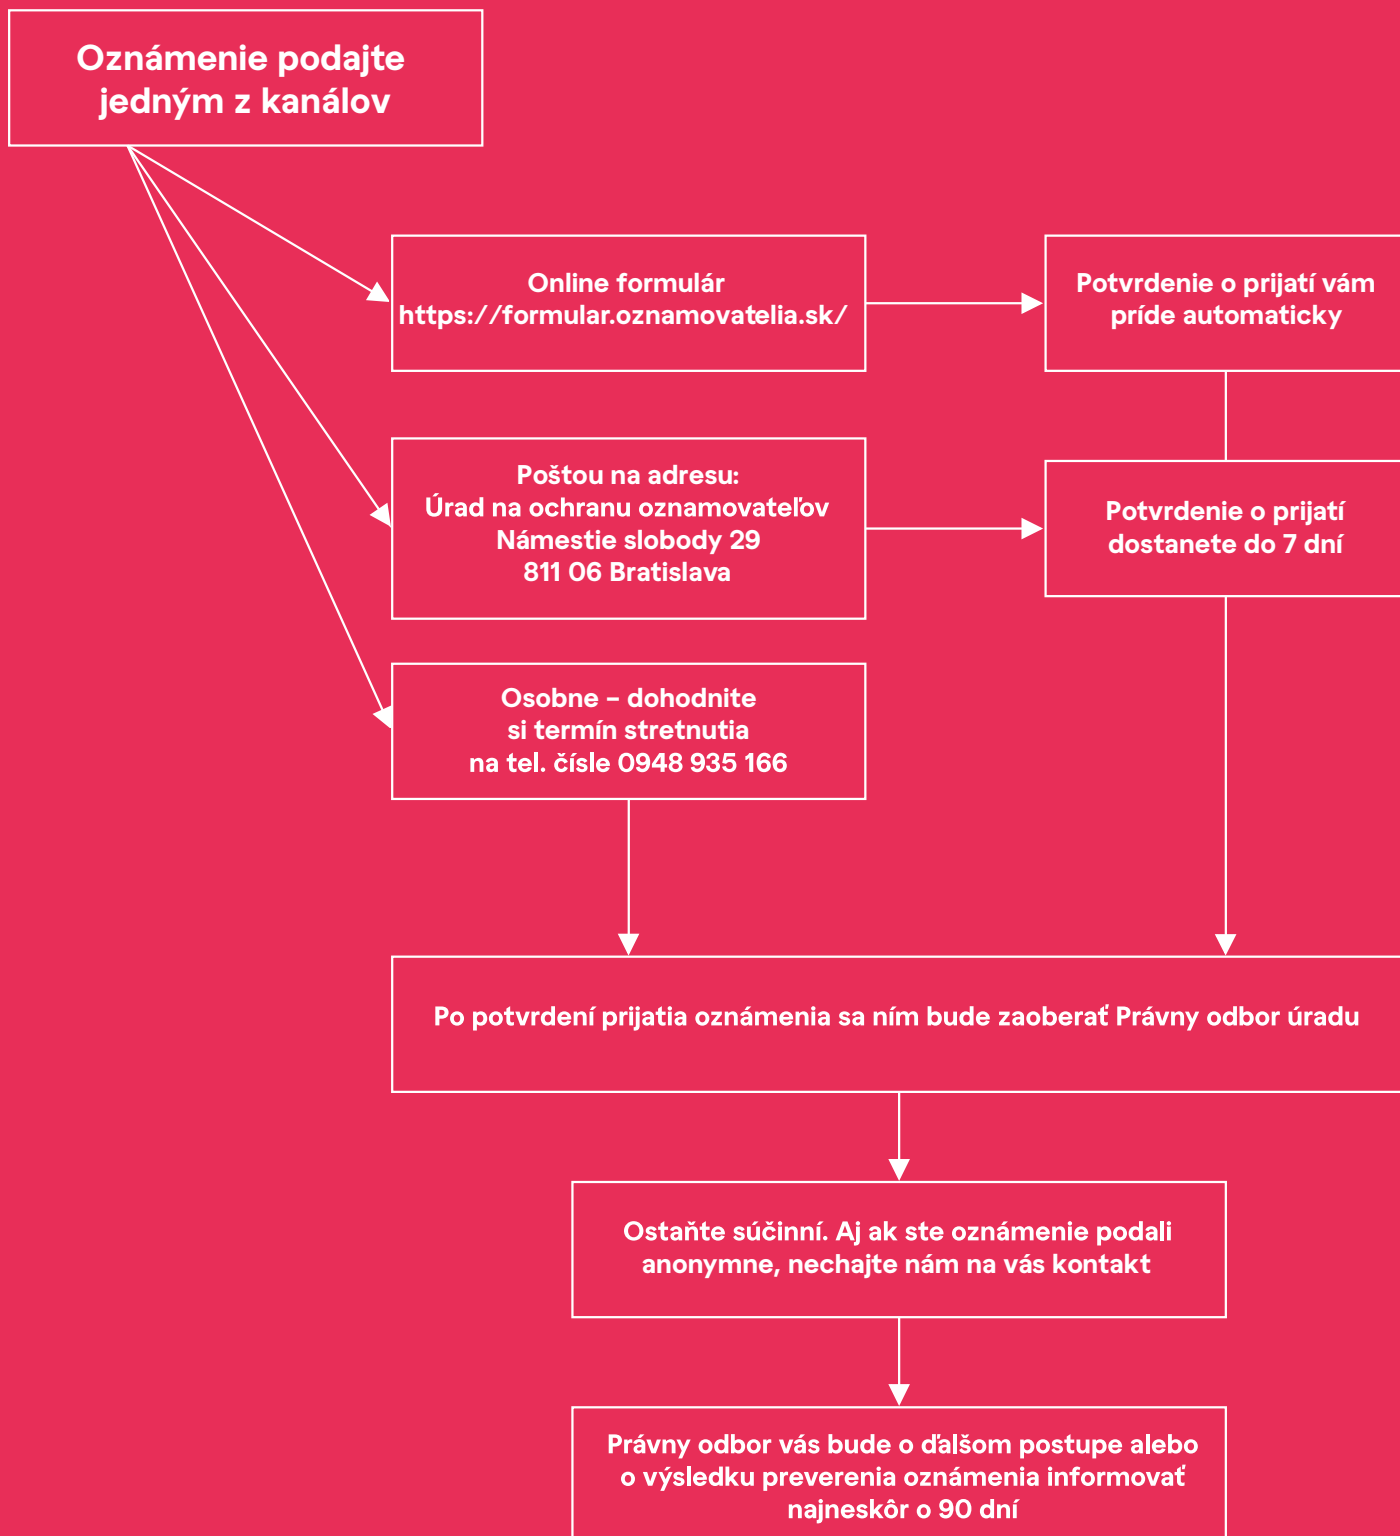 Oznámenie podajte
jedným z kanálov
Online formulár
https://formular.oznamovatelia.sk/
Potvrdenie o prijatí vám
príde automaticky
Poštou na adresu:
Úrad na ochranu oznamovateľov
Námestie slobody 29
811 06 Bratislava
Potvrdenie o prijatí
dostanete do 7 dní
Osobne – dohodnite
si termín stretnutia
na tel. čísle 0948 935 166
Po potvrdení prijatia oznámenia sa ním bude zaoberať Právny odbor úradu
Ostaňte súčinní. Aj ak ste oznámenie podali
anonymne, nechajte nám na vás kontakt
Právny odbor vás bude o ďalšom postupe alebo
o výsledku preverenia oznámenia informovať
najneskôr o 90 dní